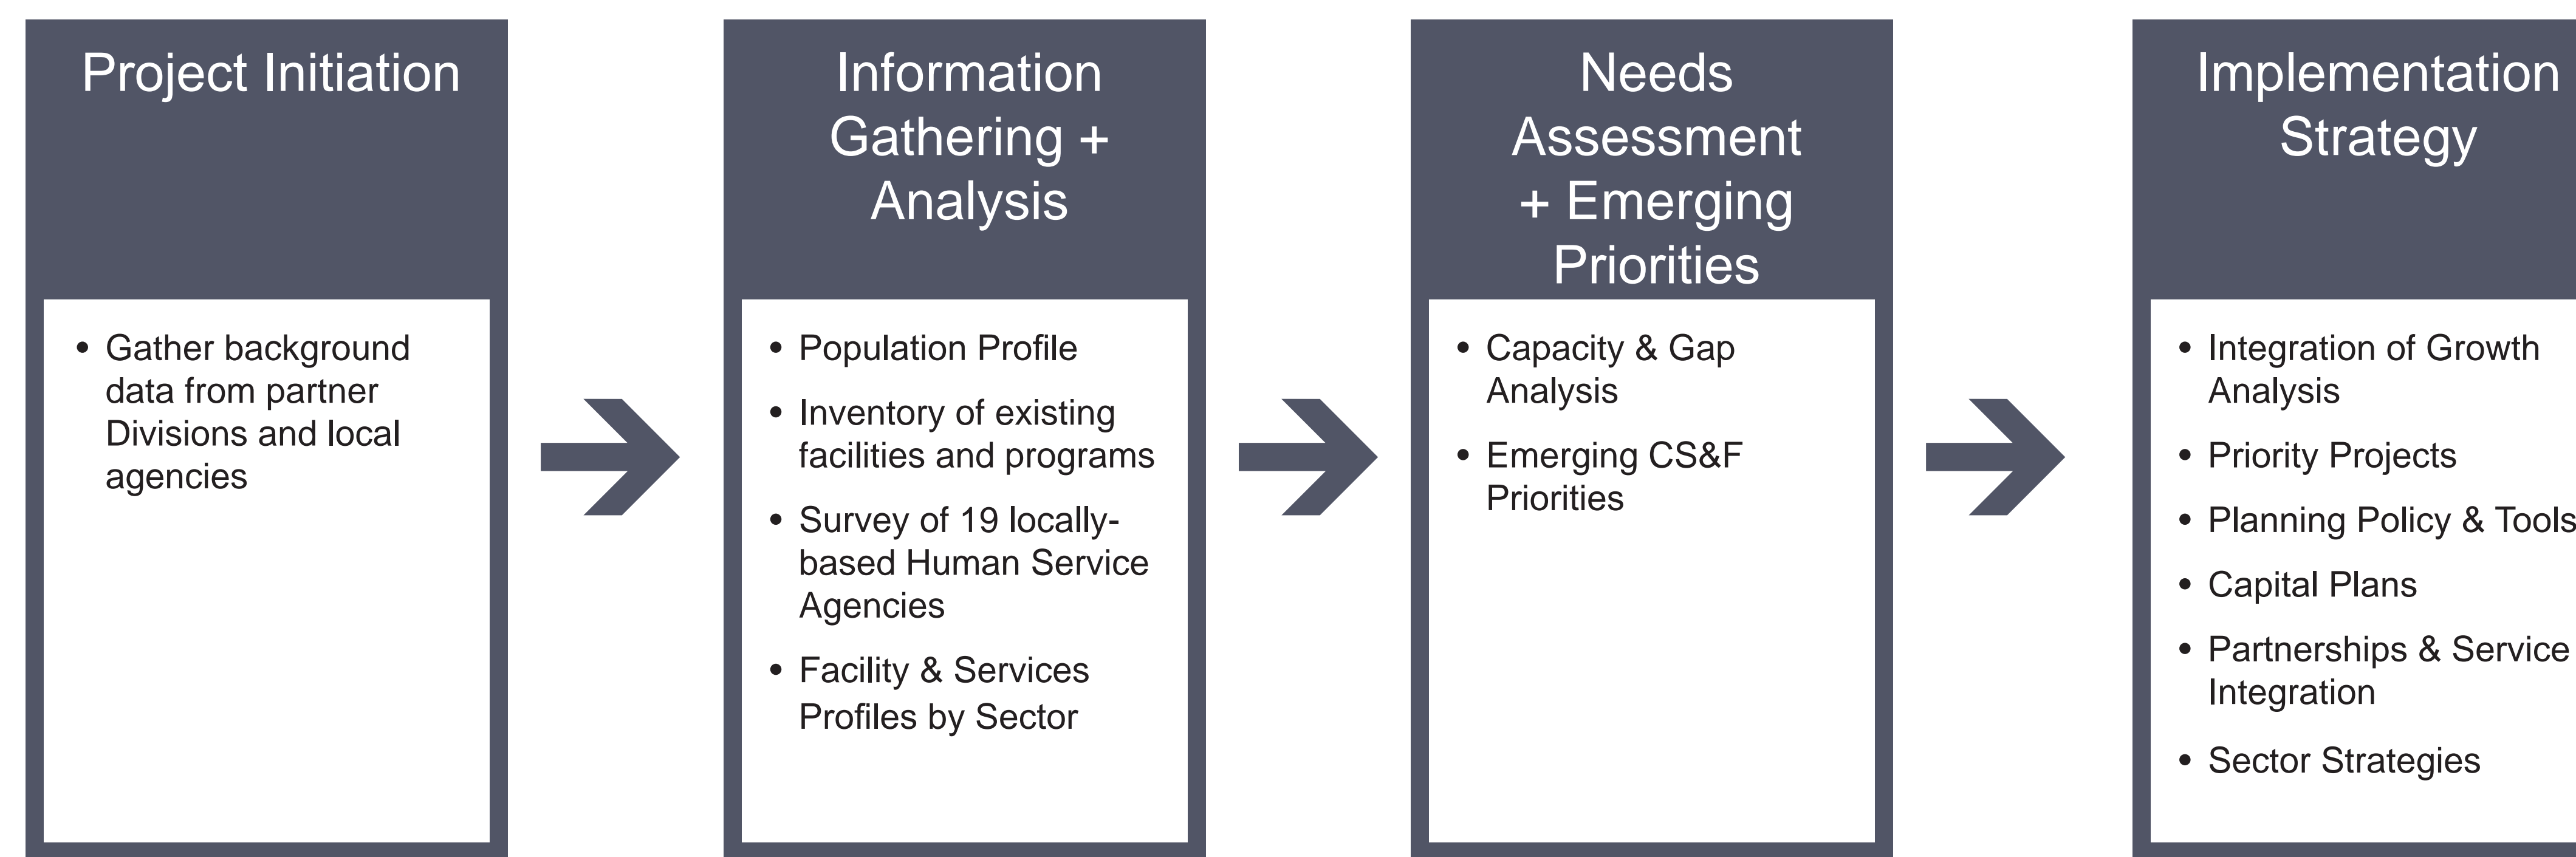 Project Initiation
• Gather background
data from partner
Divisions and local
agencies
Information
Gathering +
Analysis
• Population Profile
• Inventory of existing
facilities and programs
• Survey of 19 locally-
based Human Service
Agencies
• Facility & Services
Profiles by Sector
Needs
Assessment
+ Emerging
Priorities
• Capacity & Gap
Analysis
• Emerging CS&F
Priorities
Implementation
Strategy
• Integration of Growth
Analysis
• Priority Projects
• Planning Policy & Tools
• Capital Plans
• Partnerships & Service
Integration
• Sector Strategies